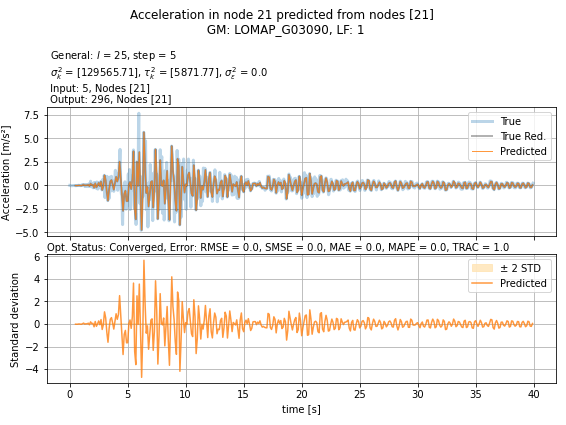 Acceleration in node 21 predicted from nodes [21]
GM: LOMAP_G03090, LF: 1
General: l = 25, step = 5
σ²ₖ = [129565.71], τ²ₖ = [5871.77], σ²ε = 0.0
Input: 5, Nodes [21]
Output: 296, Nodes [21]
Acceleration [m/s²]
7.5
5.0
2.5
0.0
−2.5
−5.0
True
True Red.
Predicted
Opt. Status: Converged, Error: RMSE = 0.0, SMSE = 0.0, MAE = 0.0, MAPE = 0.0, TRAC = 1.0
Standard deviation
6
4
2
0
−2
−4
± 2 STD
Predicted
0 5 10 15 20 25 30 35 40
time [s]